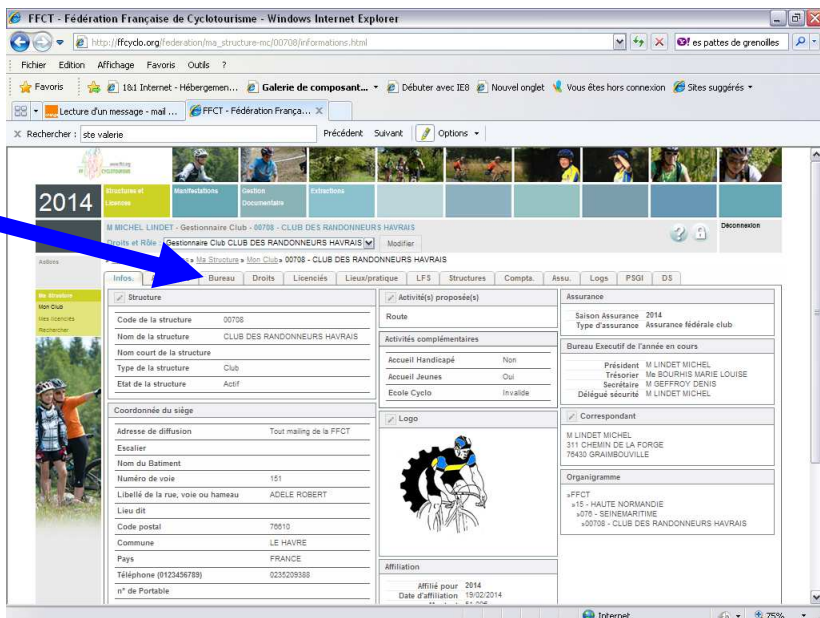 FFCT - Fédération Française de Cyclotourisme - Windows Internet Explorer
http://ffcyclo.org/federation/ma_structure-mc/00708/informations.html
es pattes de grenoilles
Fichier Edition Affichage Favoris Outils ?
Favoris 1&1 Internet - Hébergemen... Galerie de composant... Débuter avec IE8 Nouvel onglet Vous êtes hors connexion Sites suggérés
Lecture d'un message - mail ... FFCT - Fédération França... X
X Rechercher : ste valerie Précédent Suivant Options
2014 Structures et Licences Manifestations Gestion Documentaire Extractions
M MICHEL LINDET - Gestionnaire Club - 00708 - CLUB DES RANDONNEURS HAVRAIS
Déconnexion
Droits et Rôle : Gestionnaire Club CLUB DES RANDONNEURS HAVRAIS Modifier
Actions
» Ma Structure » Mon Club » 00708 - CLUB DES RANDONNEURS HAVRAIS
Infos. Bureau Droits Licenciés Lieux/pratique LFS Structures Compta. Assu. Logs PSGI DS
Ma Structure
Mon Club
Mes licenciés
Rechercher
Structure
Code de la structure 00708
Nom de la structure CLUB DES RANDONNEURS HAVRAIS
Nom court de la structure
Type de la structure Club
Etat de la structure Actif
Coordonnée du siège
Adresse de diffusion Tout mailing de la FFCT
Escalier
Nom du Batiment
Numéro de voie 151
Libellé de la rue, voie ou hameau ADELE ROBERT
Lieu dit
Code postal 76610
Commune LE HAVRE
Pays FRANCE
Téléphone (0123456789) 0235209388
n° de Portable
Activité(s) proposée(s)
Route
Activités complémentaires
Accueil Handicapé Non
Accueil Jeunes Oui
Ecole Cyclo Invalide
Logo
Affiliation
Affilié pour 2014
Date d'affiliation 19/02/2014
Assurance
Saison Assurance 2014
Type d'assurance Assurance fédérale club
Bureau Executif de l'année en cours
Président M LINDET MICHEL
Trésorier Me BOURHIS MARIE LOUISE
Secrétaire M GEFFROY DENIS
Délégué sécurité M LINDET MICHEL
Correspondant
M LINDET MICHEL
311 CHEMIN DE LA FORGE
76430 GRAIMBOUVILLE
Organigramme
»FFCT
»15 - HAUTE NORMANDIE
»076 - SEINEMARITIME
»00708 - CLUB DES RANDONNEURS HAVRAIS
Internet 75%